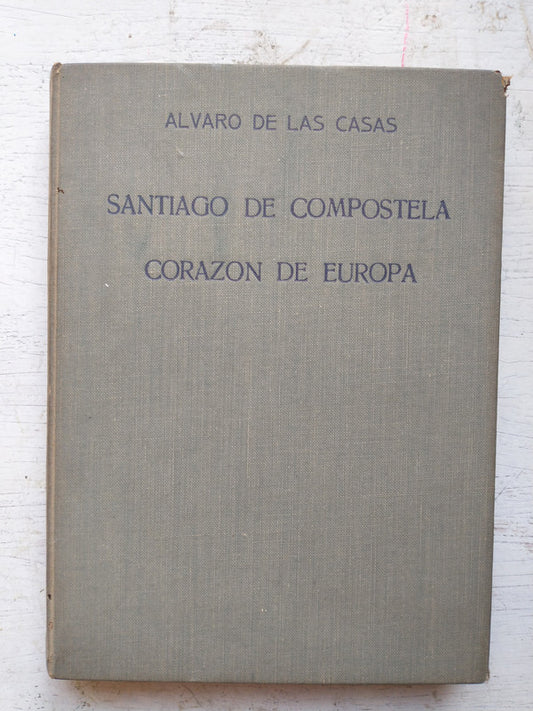 ALVARO DE LAS CASAS
SANTIAGO DE COMPOSTELA
CORAZON DE EUROPA